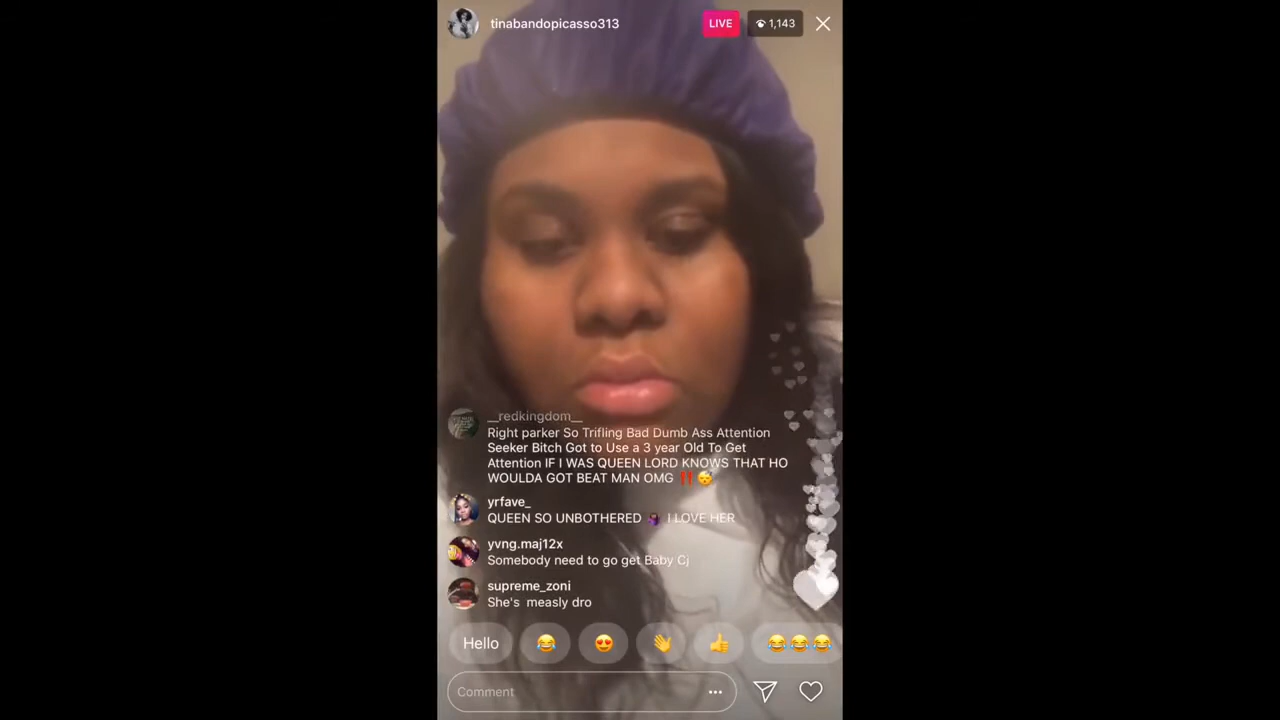 tinabandopicasso313
LIVE
1,143
__redkingdom__
Right parker So Trifling Bad Dumb Ass Attention
Seeker Bitch Got to Use a 3 year Old To Get
Attention IF I WAS QUEEN LORD KNOWS THAT HO
WOULDA GOT BEAT MAN OMG ‼️😴
yrfave_
QUEEN SO UNBOTHERED 🤷🏾‍♀️ I LOVE HER
yvng.maj12x
Somebody need to go get Baby Cj
supreme_zoni
She's measly dro
Hello 😂 😍 👋 👍 😂😂😂
Comment